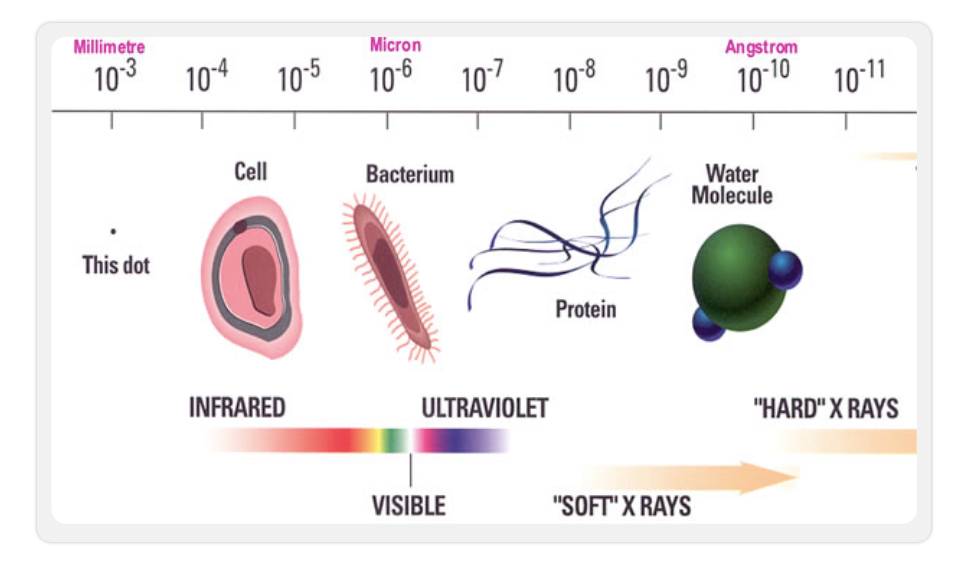 Millimetre Micron Angstrom
10⁻³ 10⁻⁴ 10⁻⁵ 10⁻⁶ 10⁻⁷ 10⁻⁸ 10⁻⁹ 10⁻¹⁰ 10⁻¹¹
Cell
Bacterium
Water
Molecule
This dot
Protein
INFRARED
ULTRAVIOLET
"HARD" X RAYS
VISIBLE
"SOFT" X RAYS